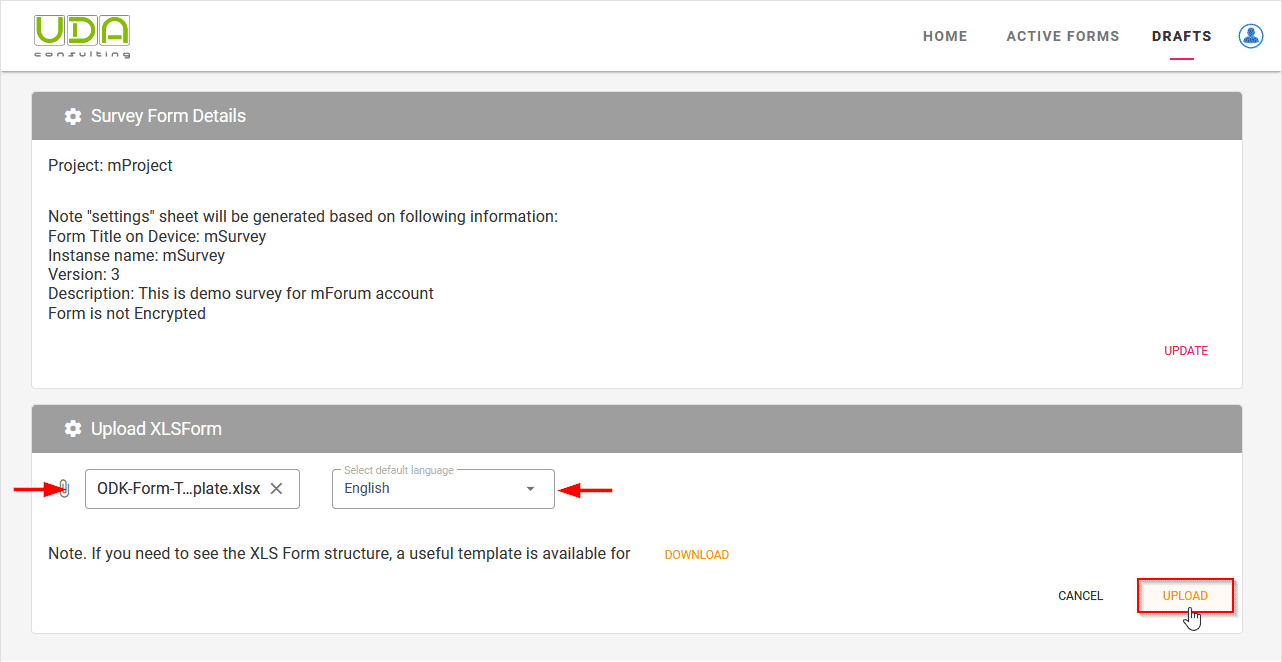 UDA
consulting
HOME
ACTIVE FORMS
DRAFTS
Survey Form Details
Project: mProject
Note "settings" sheet will be generated based on following information:
Form Title on Device: mSurvey
Instanse name: mSurvey
Version: 3
Description: This is demo survey for mForum account
Form is not Encrypted
UPDATE
Upload XLSForm
ODK-Form-T...plate.xlsx
Select default language
English
Note. If you need to see the XLS Form structure, a useful template is available for
DOWNLOAD
CANCEL
UPLOAD